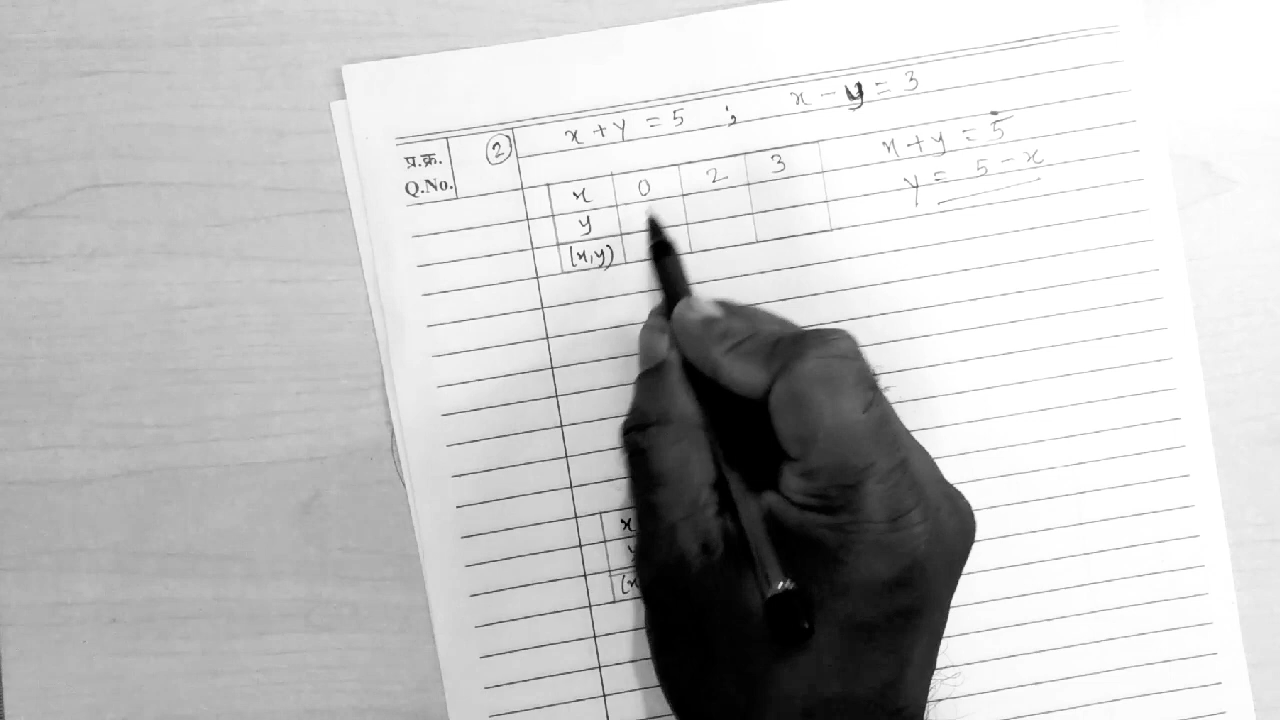 x + y = 5 ; x - y = 3
प्र.क्र. Q.No. 2
x + y = 5
y = 5 - x
x 0 2 3
y
(x,y)
x
y
(x